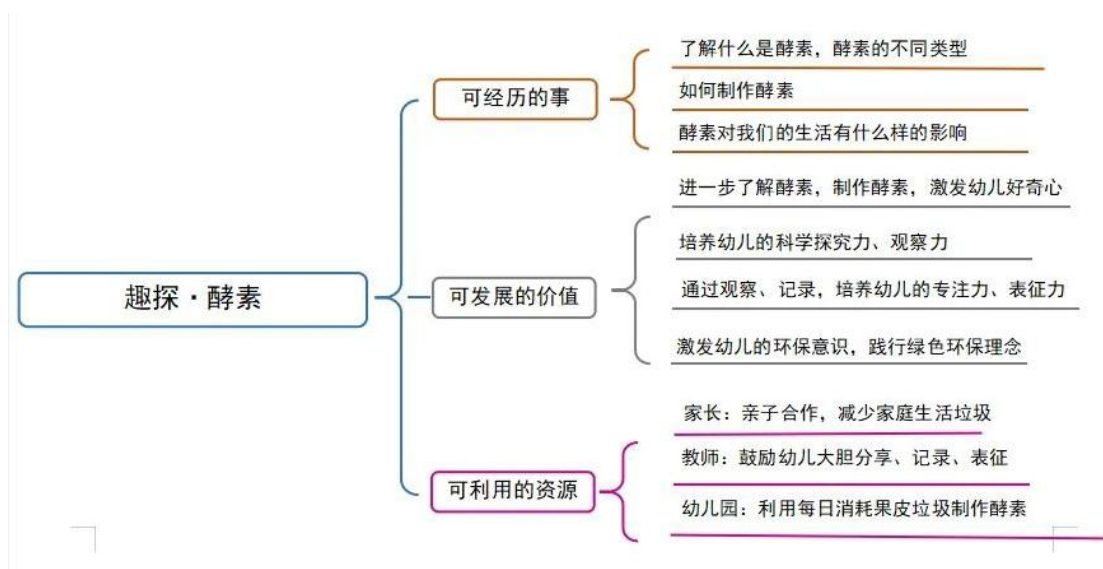 趣探·酵素
可经历的事
了解什么是酵素，酵素的不同类型
如何制作酵素
酵素对我们的生活有什么样的影响
可发展的价值
进一步了解酵素，制作酵素，激发幼儿好奇心
培养幼儿的科学探究力、观察力
通过观察、记录，培养幼儿的专注力、表征力
激发幼儿的环保意识，践行绿色环保理念
可利用的资源
家长：亲子合作，减少家庭生活垃圾
教师：鼓励幼儿大胆分享、记录、表征
幼儿园：利用每日消耗果皮垃圾制作酵素